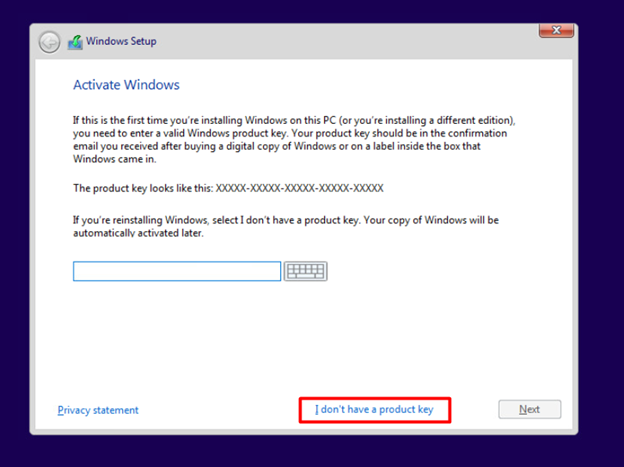 Windows Setup
Activate Windows
If this is the first time you're installing Windows on this PC (or you're installing a different edition),
you need to enter a valid Windows product key. Your product key should be in the confirmation
email you received after buying a digital copy of Windows or on a label inside the box that
Windows came in.
The product key looks like this: XXXXX-XXXXX-XXXXX-XXXXX-XXXXX
If you're reinstalling Windows, select I don't have a product key. Your copy of Windows will be
automatically activated later.
Privacy statement
I don't have a product key
Next